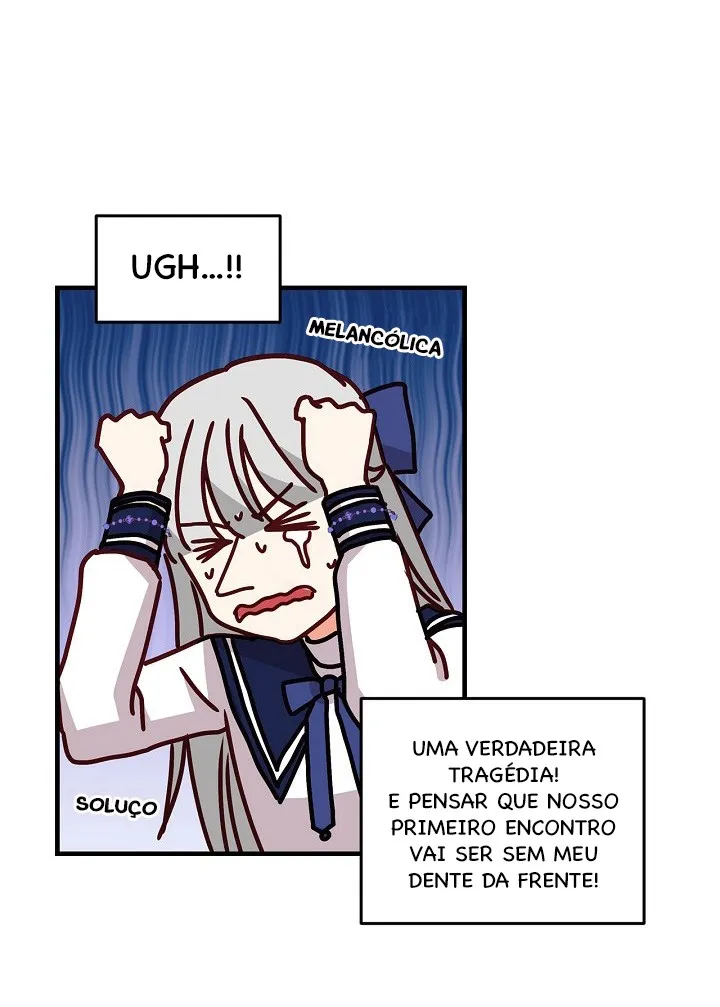 UGH...!!
MELANCÓLICA
SOLUÇO
UMA VERDADEIRA
TRAGÉDIA!
E PENSAR QUE NOSSO
PRIMEIRO ENCONTRO
VAI SER SEM MEU
DENTE DA FRENTE!